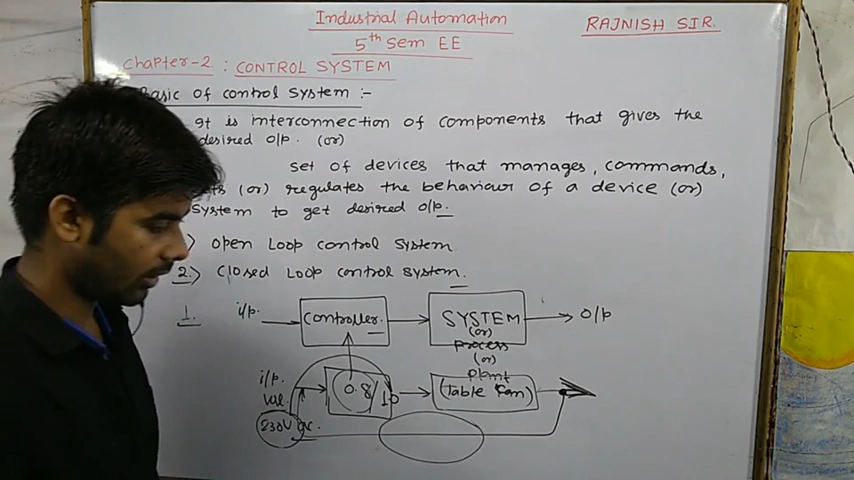 Industrial Automation
RAJNISH SIR.
5th Sem EE
Chapter-2 : CONTROL SYSTEM
Basic of control system :-
It is interconnection of components that gives the
desired o/p. (or)
set of devices that manages, commands,
(or) regulates the behaviour of a device (or)
system to get desired o/p.
> open Loop control system.
2.> closed Loop control system.
1. i/p. controller. SYSTEM o/p
(or)
process
(or)
plant
i/p. 0.8/10 (Table fan)
230V ac.